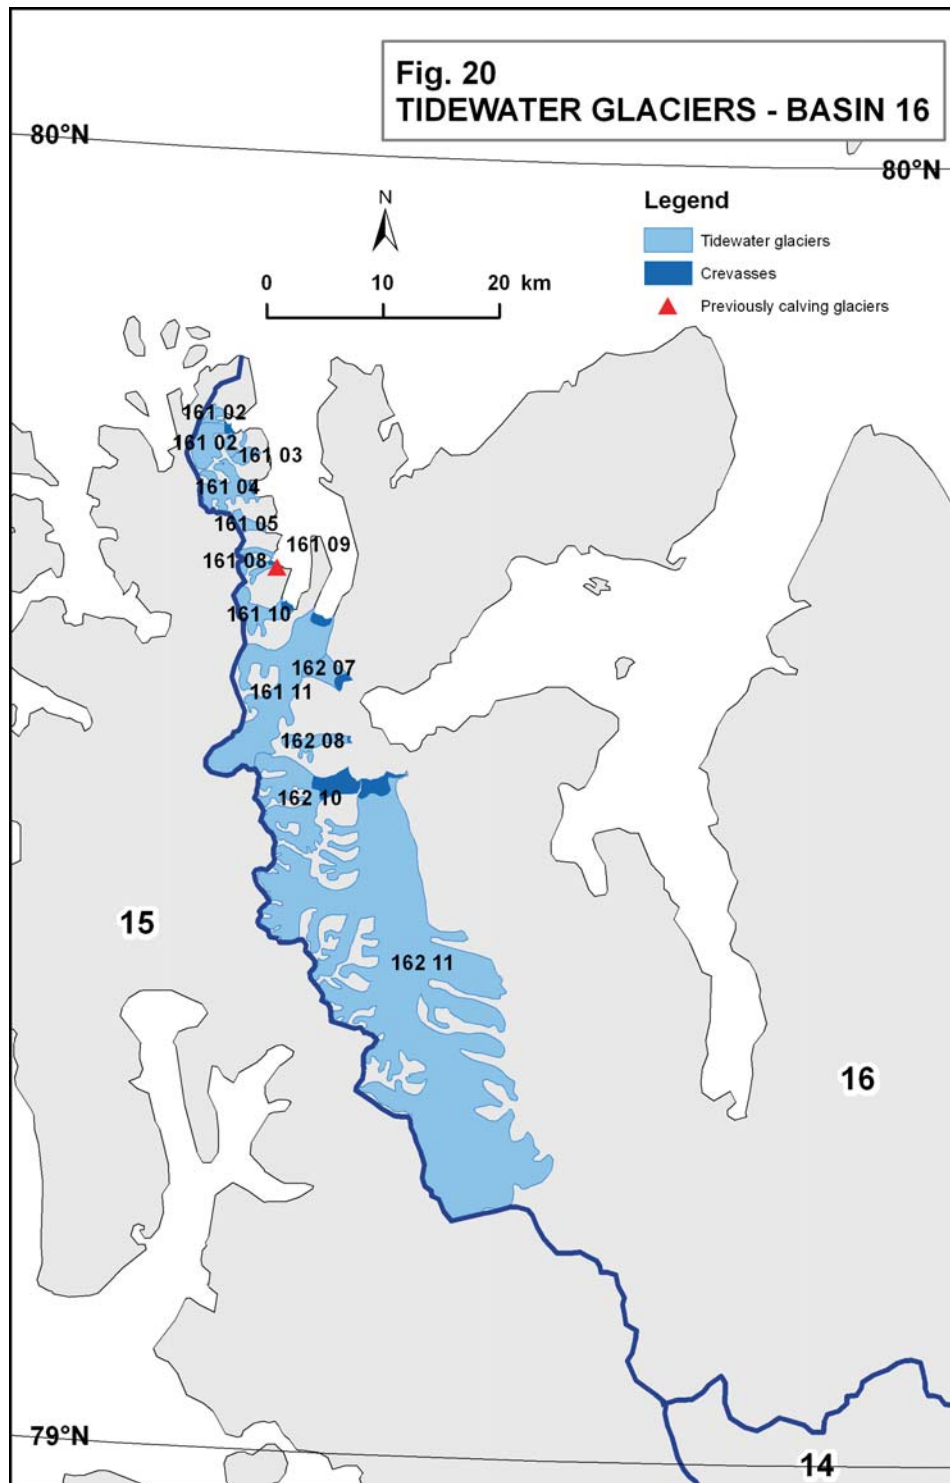 Fig. 20
TIDEWATER GLACIERS - BASIN 16
80°N
80°N
N
Legend
Tidewater glaciers
0 10 20 km
Crevasses
Previously calving glaciers
161 02
161 02
161 03
161 04
161 05
161 09
161 08
161 10
162 07
161 11
162 08
162 10
15
162 11
16
79°N
14